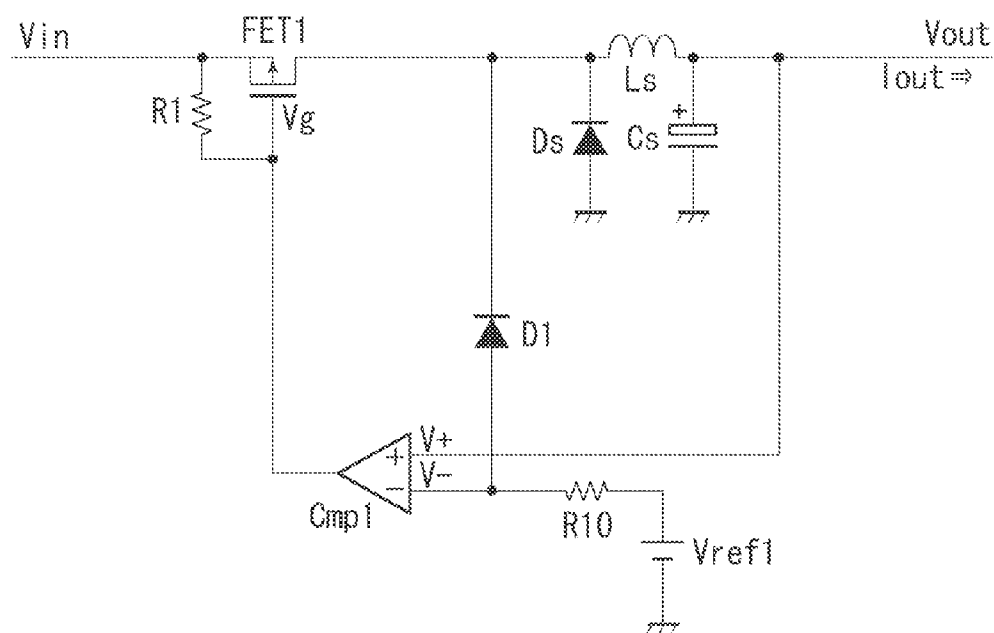 Vin
FET1
Vout
Iout⇒
R1
Vg
Ls
Ds
+
Cs
D1
V+
+
V-
-
Cmp1
R10
Vref1